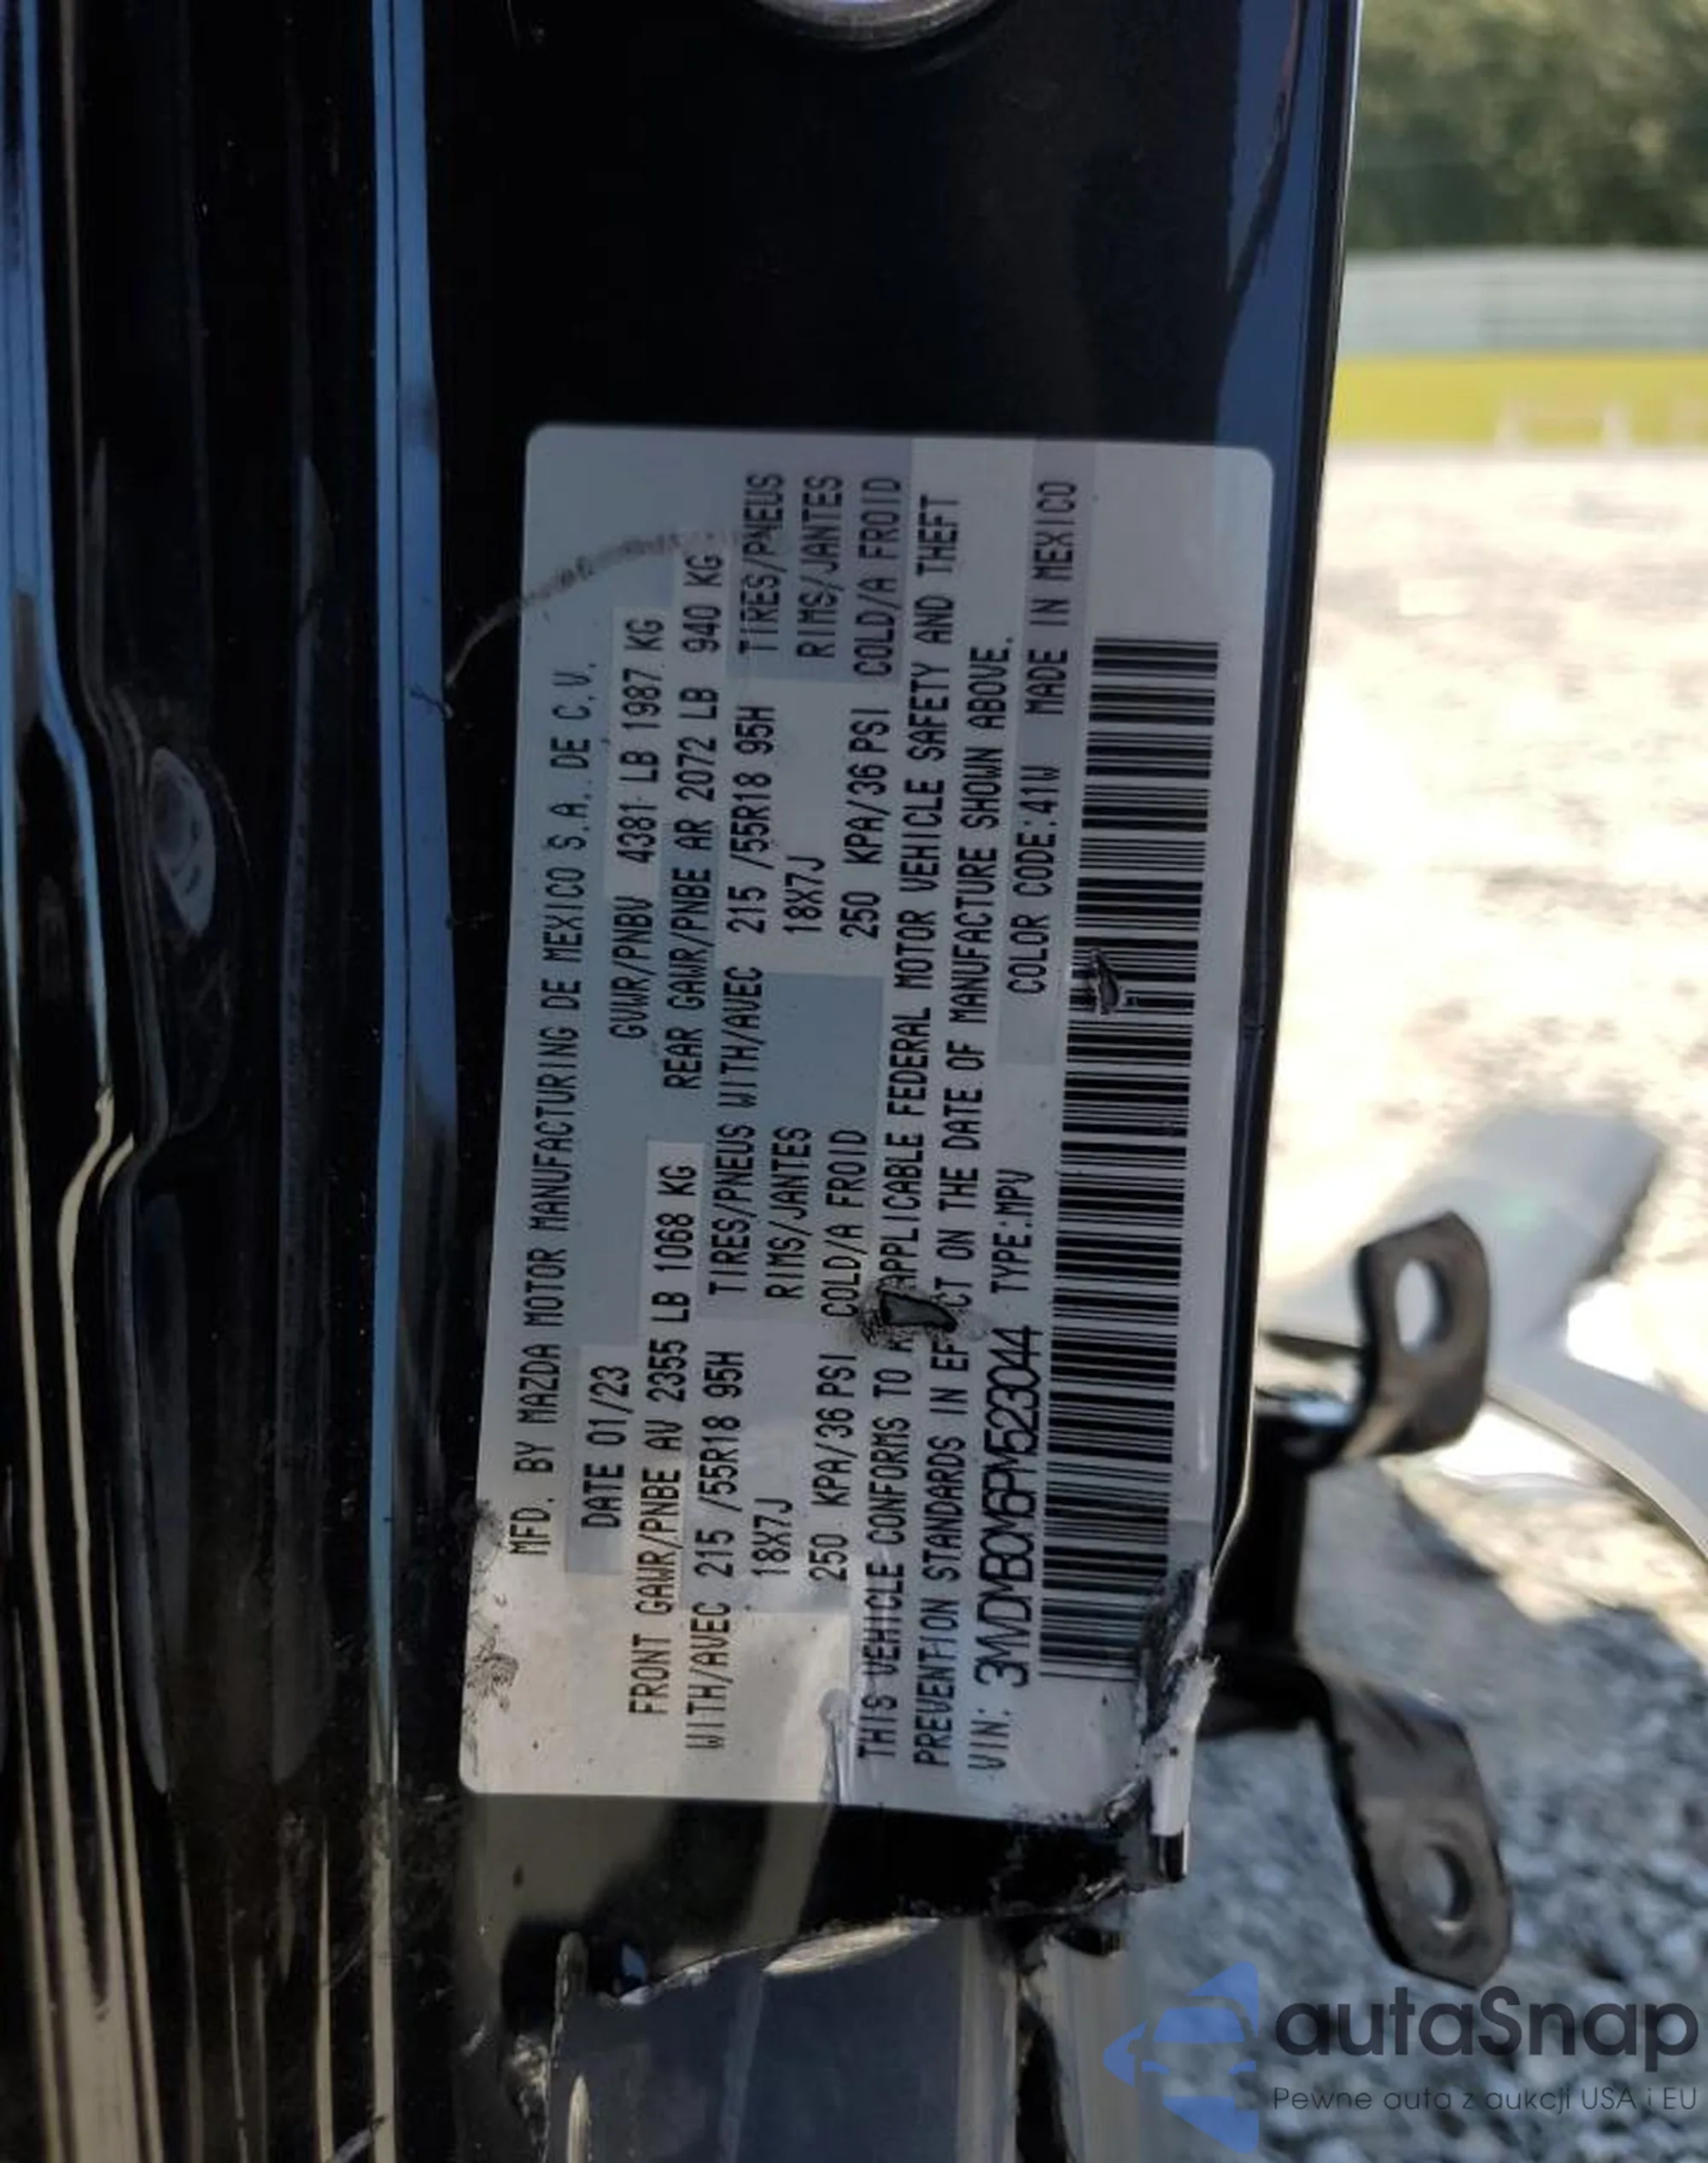 MFD. BY MAZDA MOTOR MANUFACTURING DE MEXICO S.A. DE C.V.
DATE 01/23 GVWR/PNBV 4381 LB 1987 KG
FRONT GAWR/PNBE AV 2355 LB 1068 KG REAR GAWR/PNBE AR 2072 LB 940 KG
WITH/AVEC 215 /55R18 95H TIRES/PNEUS WITH/AVEC 215 /55R18 95H TIRES/PNEUS
18X7J RIMS/JANTES 18X7J RIMS/JANTES
250 KPA/36 PSI COLD/A FROID 250 KPA/36 PSI COLD/A FROID
THIS VEHICLE CONFORMS TO APPLICABLE FEDERAL MOTOR VEHICLE SAFETY AND THEFT
PREVENTION STANDARDS IN EFFECT ON THE DATE OF MANUFACTURE SHOWN ABOVE.
VIN: 3MVDMBCM6PM523044 TYPE:MPV COLOR CODE:41W MADE IN MEXICO
autaSnap
Pewne auta z aukcji USA i EU